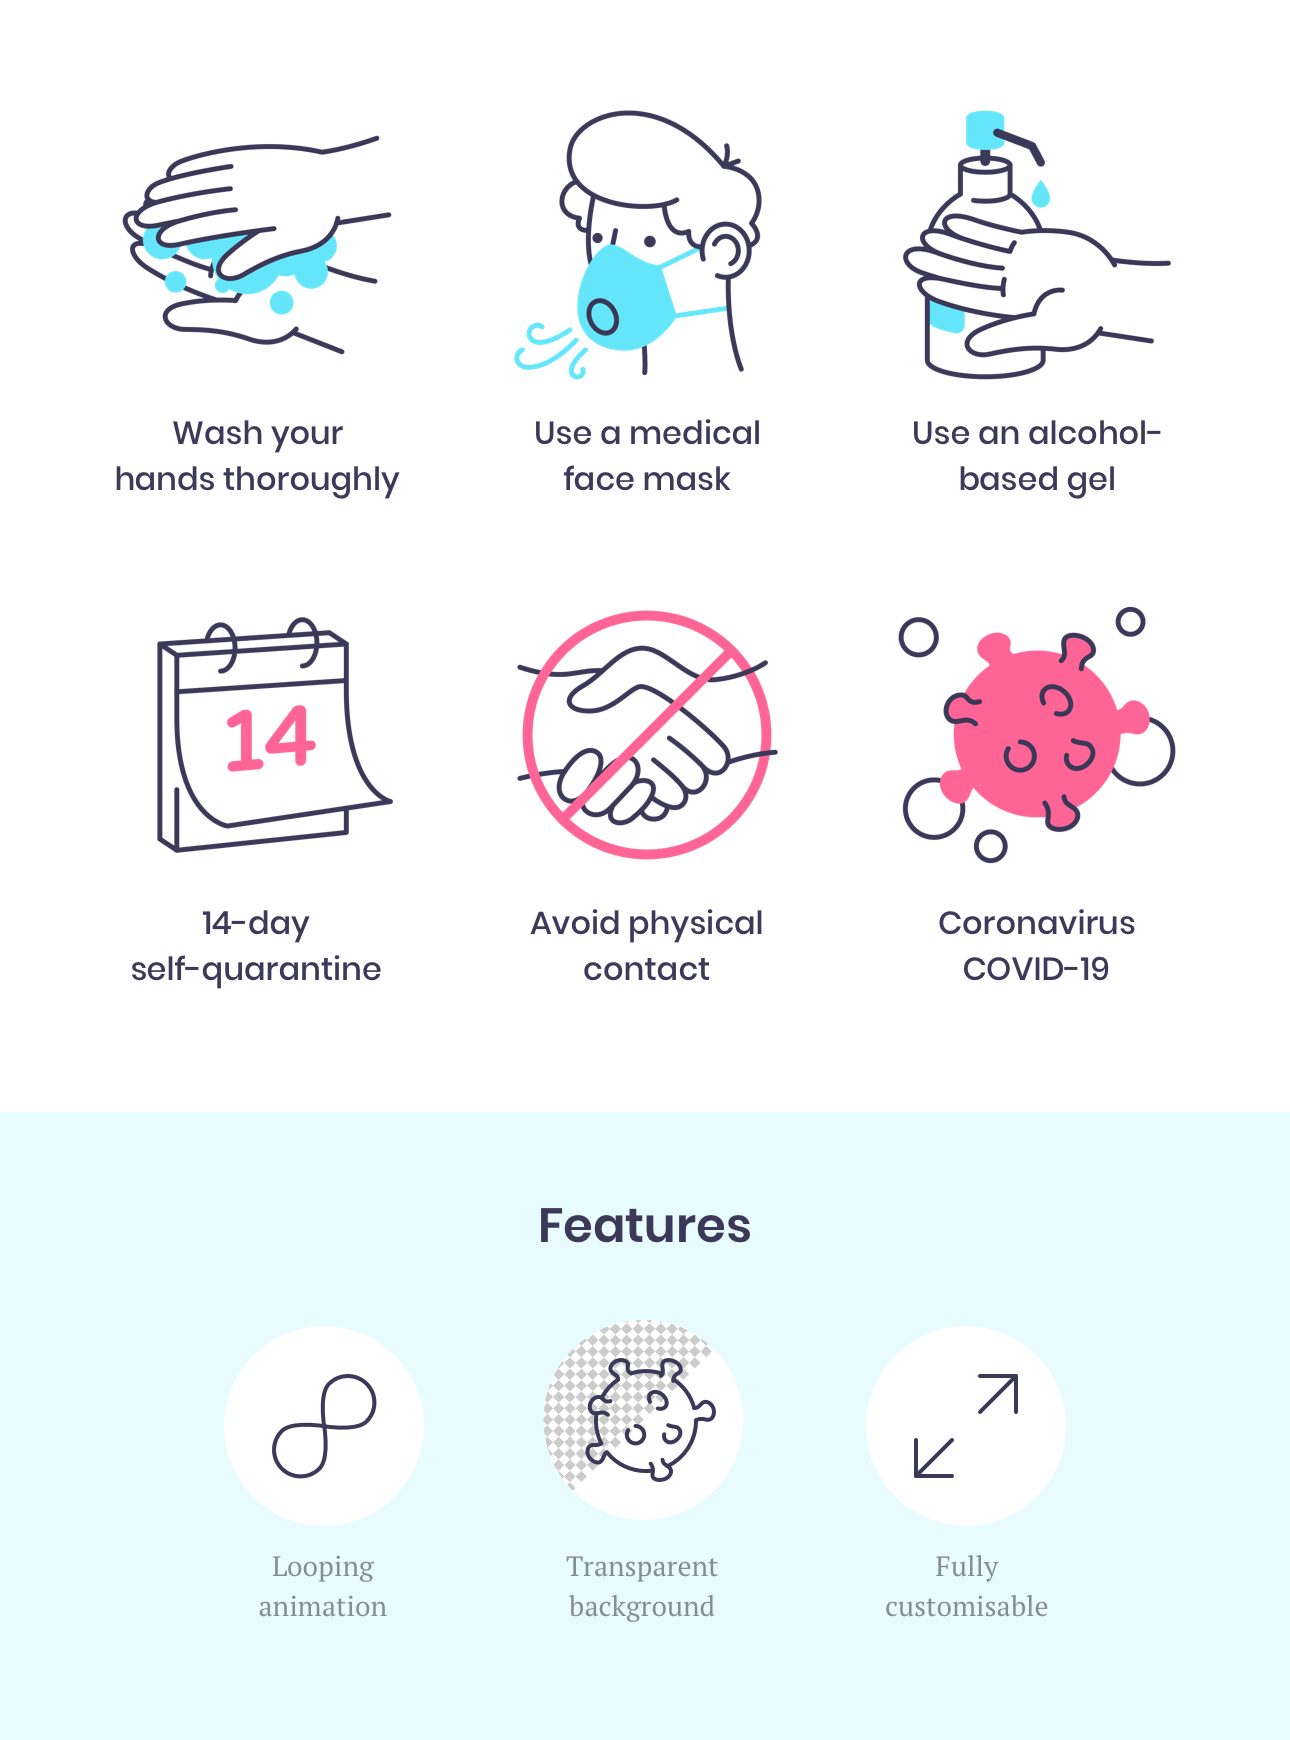 Wash your
hands thoroughly
Use a medical
face mask
Use an alcohol-
based gel
14
14-day
self-quarantine
Avoid physical
contact
Coronavirus
COVID-19
Features
Looping
animation
Transparent
background
Fully
customisable